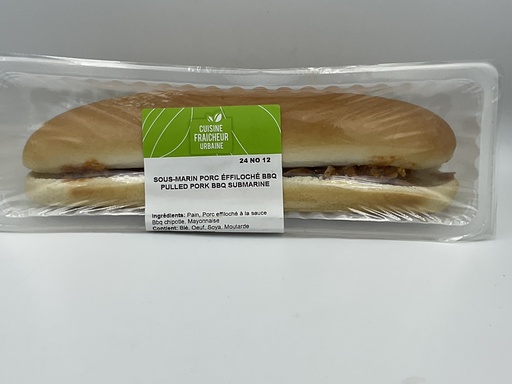 CUISINE
FRAICHEUR
URBAINE
24 NO 12
SOUS-MARIN PORC ÉFFILOCHÉ BBQ
PULLED PORK BBQ SUBMARINE
Ingrédients: Pain, Porc effiloché à la sauce
Bbq chipotle, Mayonnaise
Contient: Blé, Oeuf, Soya, Moutarde